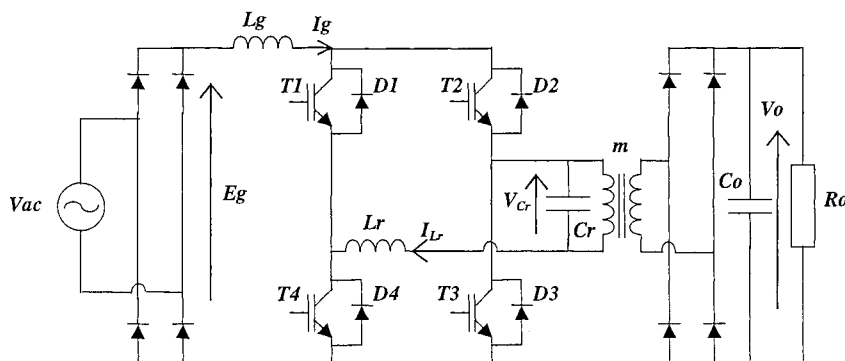 Lg
Ig
T1
D1
T2
D2
m
Vo
Vac
Eg
V_Cr
Cr
Co
Ro
Lr
I_Lr
T4
D4
T3
D3